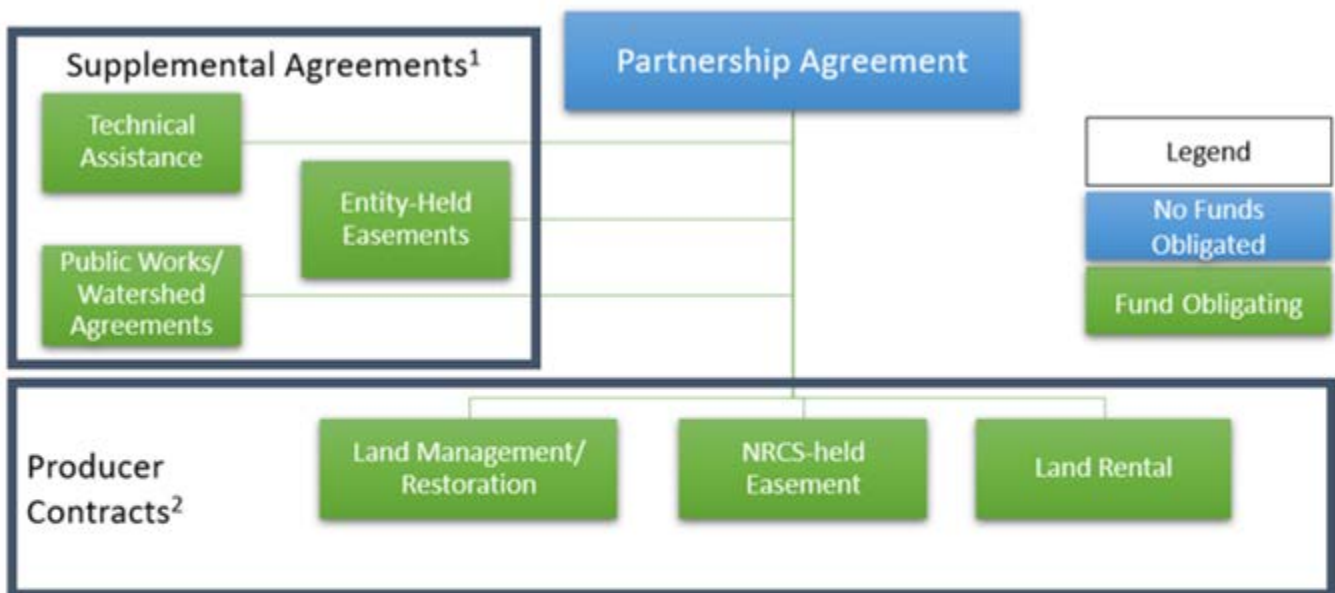 Supplemental Agreements¹
Partnership Agreement
Technical
Assistance
Entity-Held
Easements
Public Works/
Watershed
Agreements
Legend
No Funds
Obligated
Fund Obligating
Producer
Contracts²
Land Management/
Restoration
NRCS-held
Easement
Land Rental